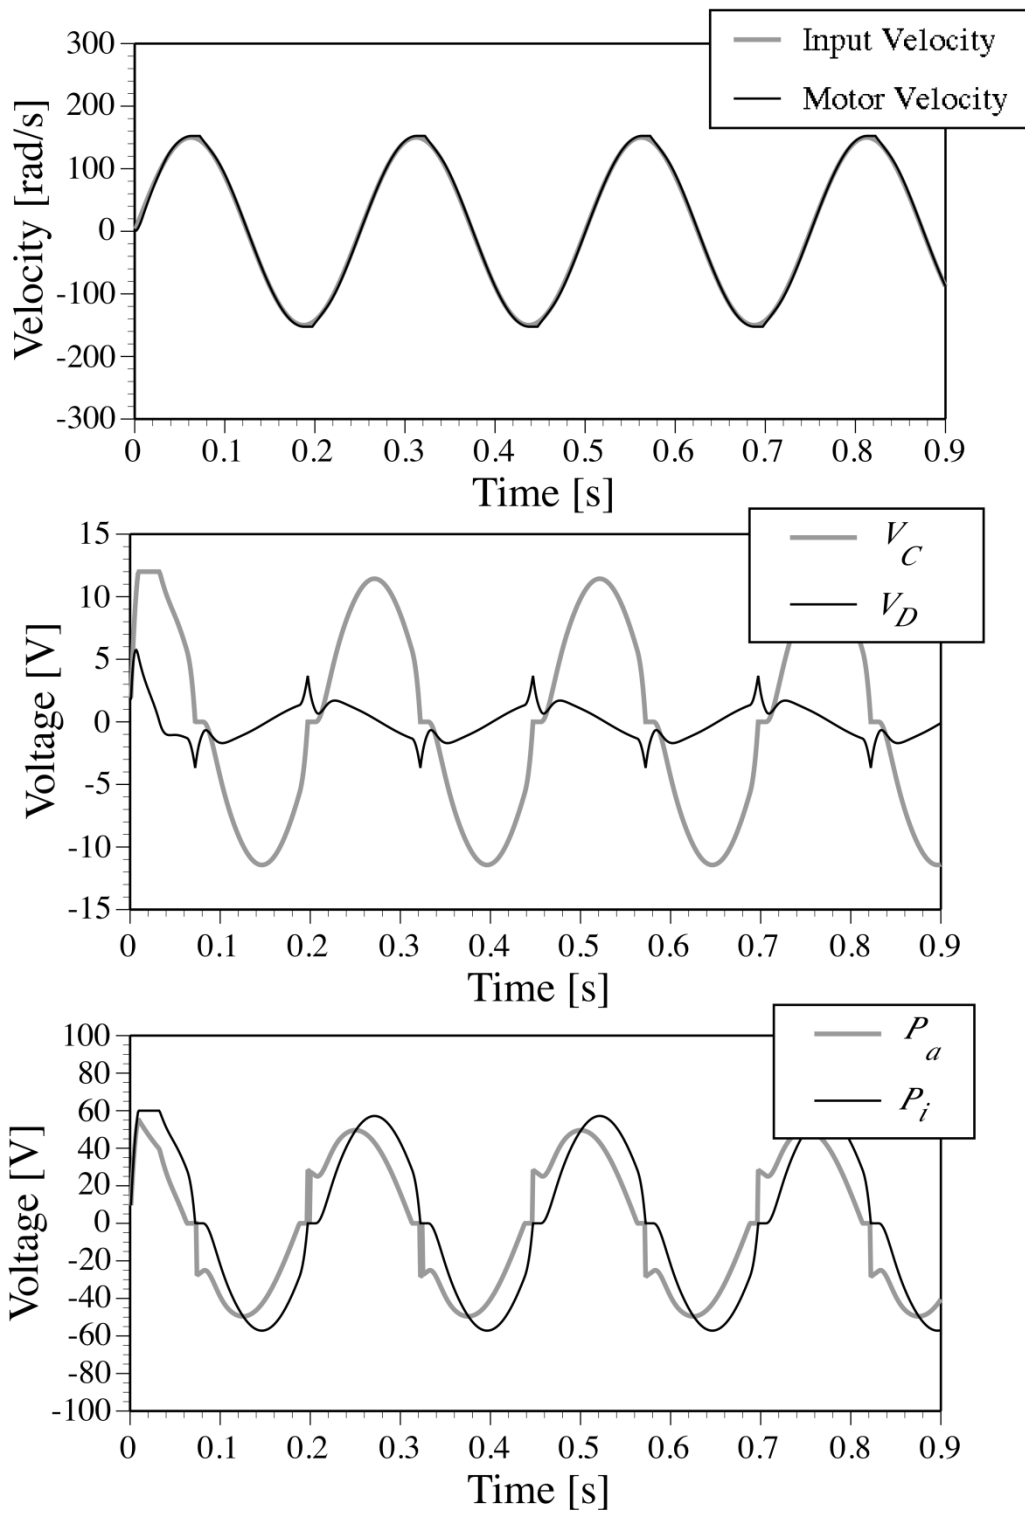 300
200
100
0
-100
-200
-300
Velocity [rad/s]
Input Velocity
Motor Velocity
0 0.1 0.2 0.3 0.4 0.5 0.6 0.7 0.8 0.9
Time [s]
15
10
5
0
-5
-10
-15
Voltage [V]
V_C
V_D
0 0.1 0.2 0.3 0.4 0.5 0.6 0.7 0.8 0.9
Time [s]
100
80
60
40
20
0
-20
-40
-60
-80
-100
Voltage [V]
P_a
P_i
0 0.1 0.2 0.3 0.4 0.5 0.6 0.7 0.8 0.9
Time [s]